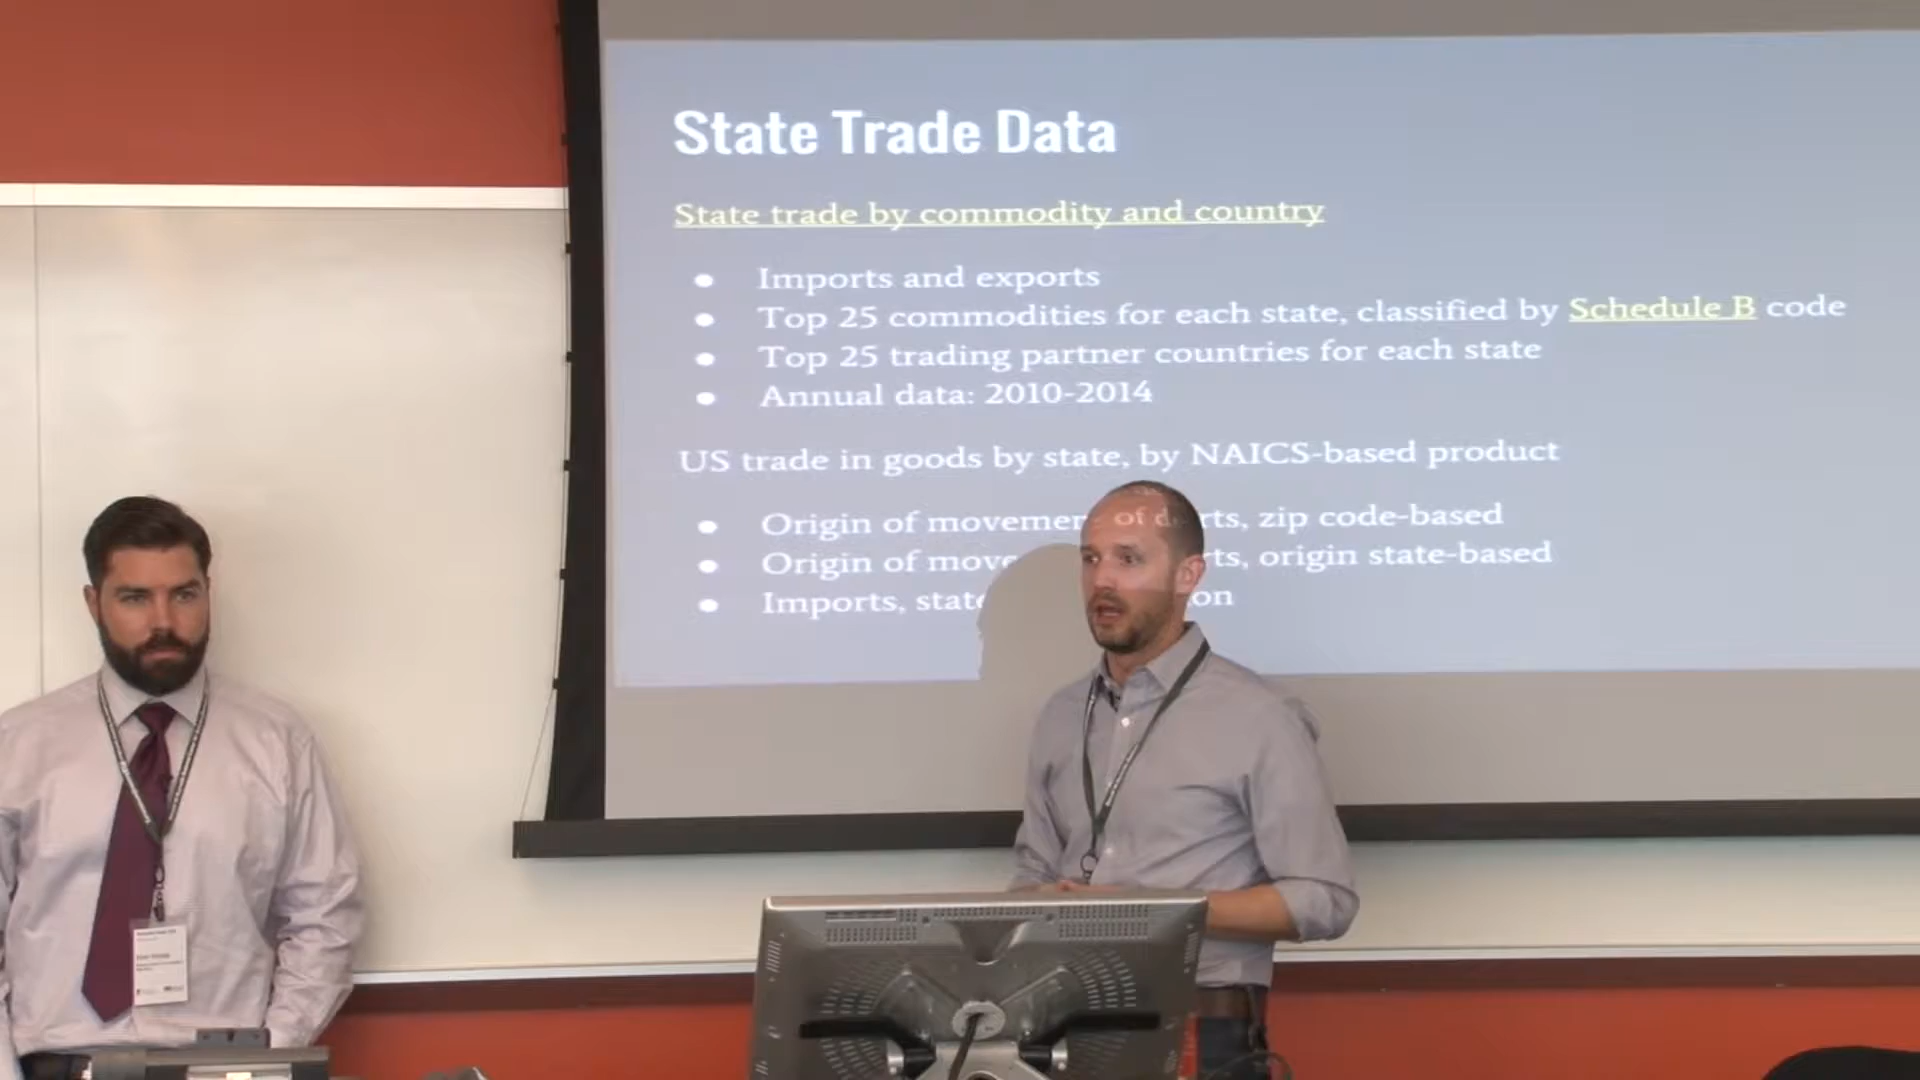 State Trade Data
State trade by commodity and country
● Imports and exports
● Top 25 commodities for each state, classified by Schedule B code
● Top 25 trading partner countries for each state
● Annual data: 2010-2014
US trade in goods by state, by NAICS-based product
● Origin of zip code-based
● Origin of origin state-based
● Imports,